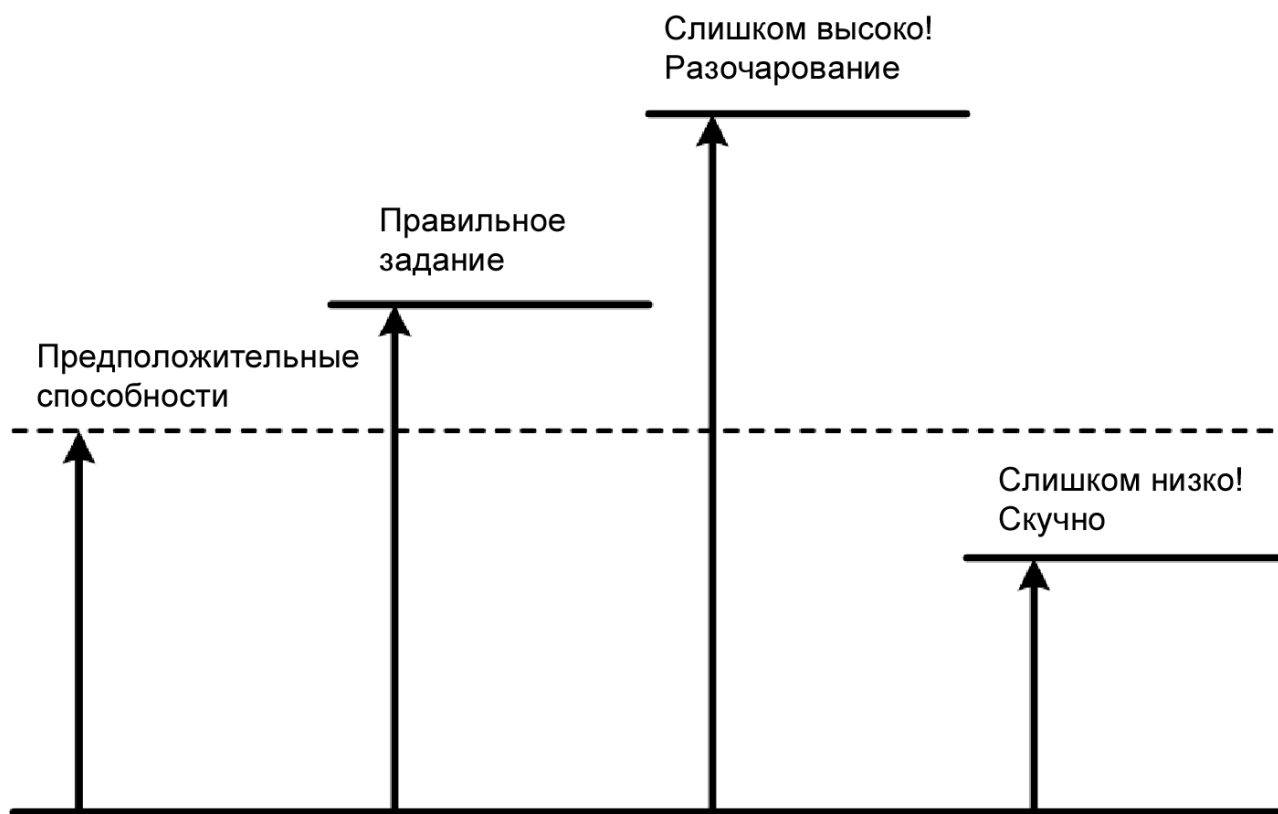 Слишком высоко!
Разочарование
Правильное
задание
Предположительные
способности
Слишком низко!
Скучно